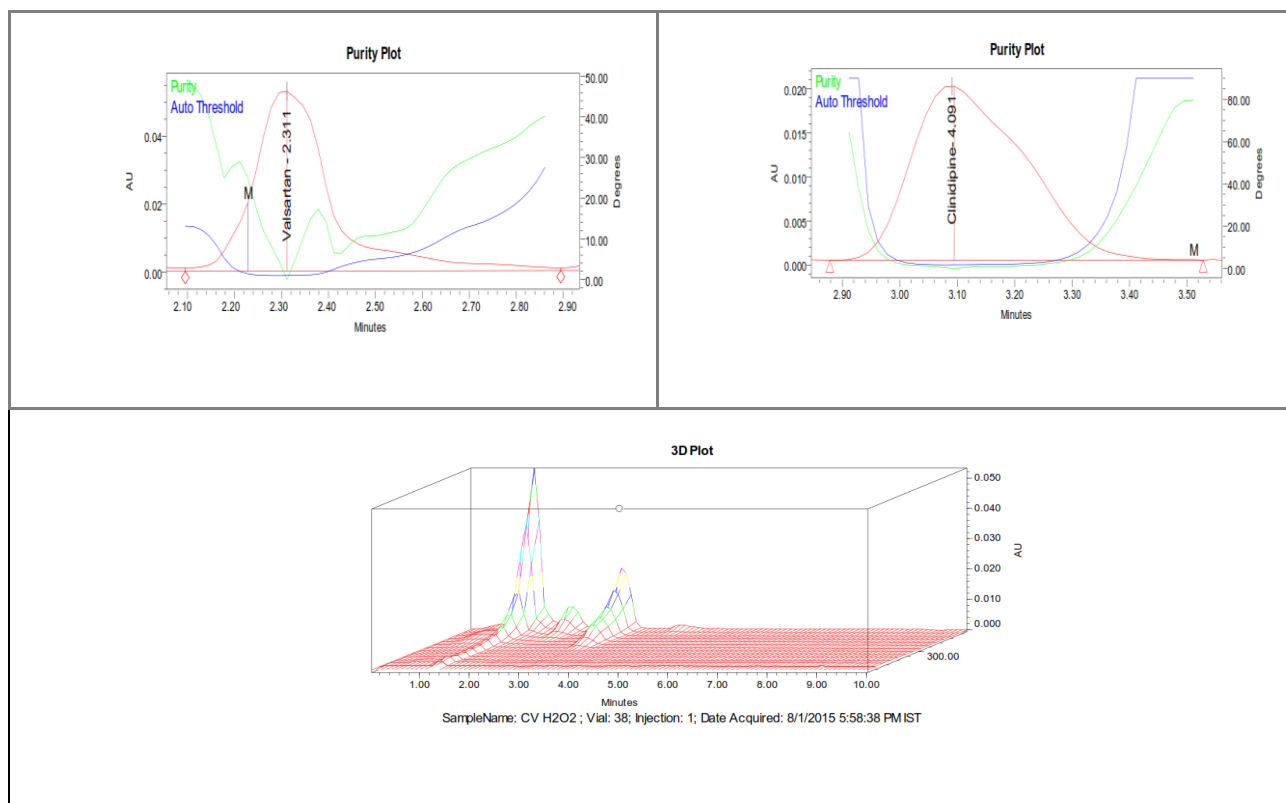 Purity Plot
Purity
Auto Threshold
M
Valsartan - 2.311
AU
0.04
0.02
0.00
50.00
40.00
30.00
20.00
10.00
0.00
Degrees
2.10 2.20 2.30 2.40 2.50 2.60 2.70 2.80 2.90
Minutes
Purity Plot
Purity
Auto Threshold
Clinidipine- 4.091
M
AU
0.020
0.015
0.010
0.005
0.000
80.00
60.00
40.00
20.00
0.00
Degrees
2.90 3.00 3.10 3.20 3.30 3.40 3.50
Minutes
3D Plot
0.050
0.040
0.030
0.020
0.010
0.000
AU
300.00
1.00 2.00 3.00 4.00 5.00 6.00 7.00 8.00 9.00 10.00
Minutes
SampleName: CV H2O2 ; Vial: 38; Injection: 1; Date Acquired: 8/1/2015 5:58:38 PM IST